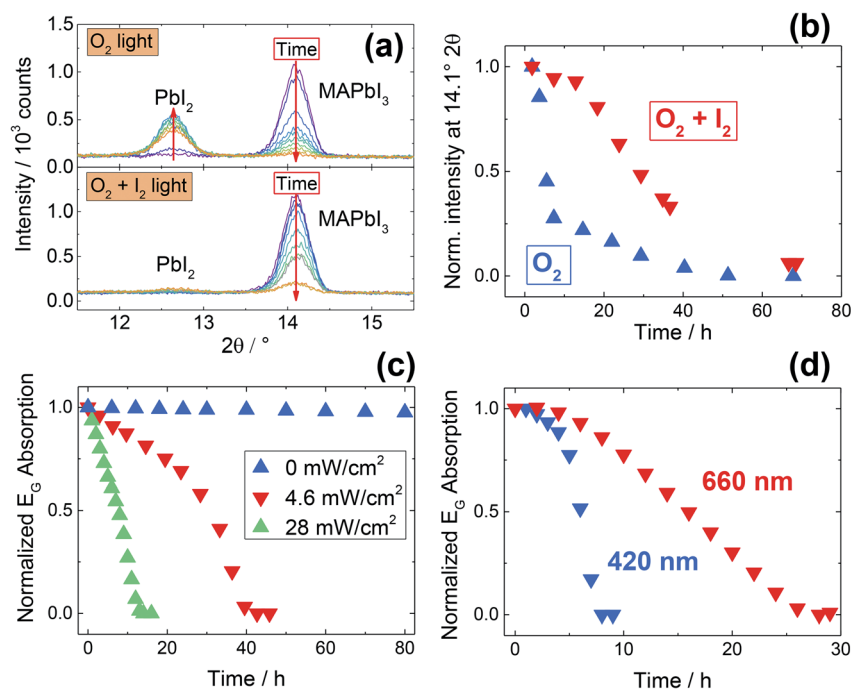 (a)
O₂ light
Time
PbI₂
MAPbI₃
1.5
1.0
0.5
0.0
O₂ + I₂ light
Time
MAPbI₃
PbI₂
1.0
0.5
0.0
Intensity / 10³ counts
12 13 14 15
2θ / °
(b)
Norm. intensity at 14.1° 2θ
1.0
0.5
0.0
O₂ + I₂
O₂
0 20 40 60 80
Time / h
(c)
Normalized E_G Absorption
1.0
0.5
0.0
0 mW/cm²
4.6 mW/cm²
28 mW/cm²
0 20 40 60 80
Time / h
(d)
Normalized E_G Absorption
1.0
0.5
0.0
660 nm
420 nm
0 10 20 30
Time / h